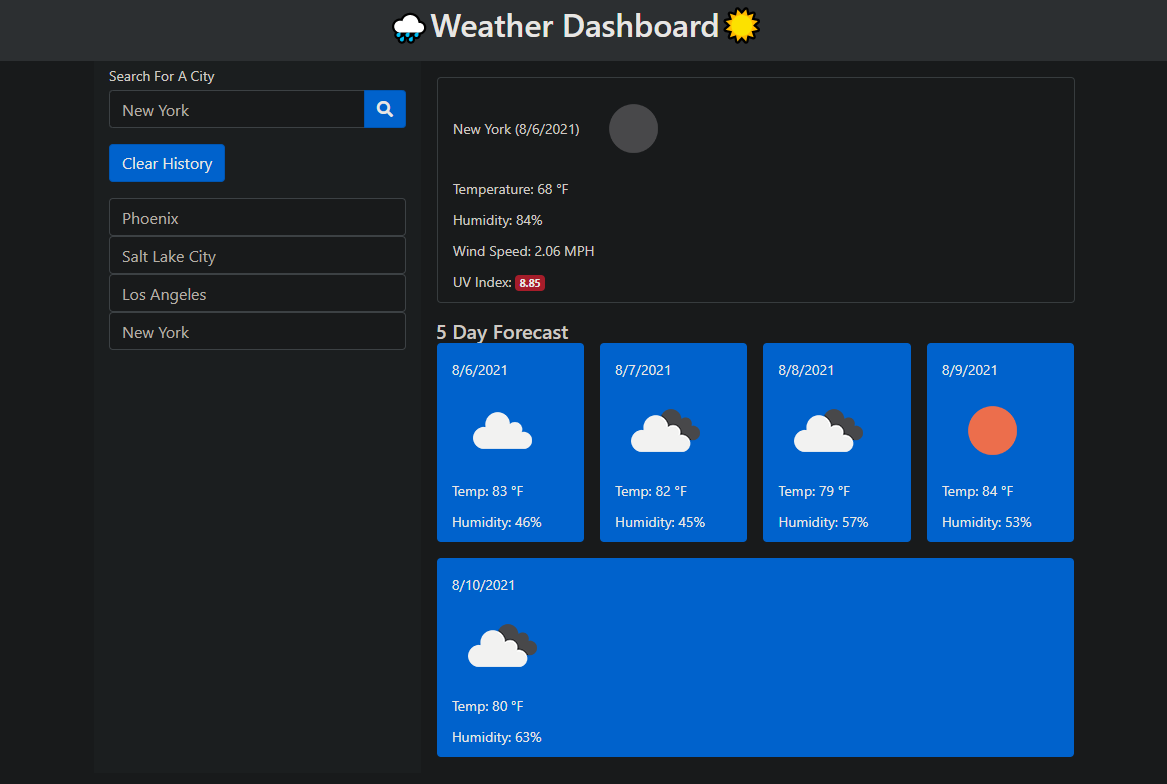 Weather Dashboard
Search For A City
New York
Clear History
Phoenix
Salt Lake City
Los Angeles
New York
New York (8/6/2021)
Temperature: 68 °F
Humidity: 84%
Wind Speed: 2.06 MPH
UV Index: 8.85
5 Day Forecast
8/6/2021
Temp: 83 °F
Humidity: 46%
8/7/2021
Temp: 82 °F
Humidity: 45%
8/8/2021
Temp: 79 °F
Humidity: 57%
8/9/2021
Temp: 84 °F
Humidity: 53%
8/10/2021
Temp: 80 °F
Humidity: 63%